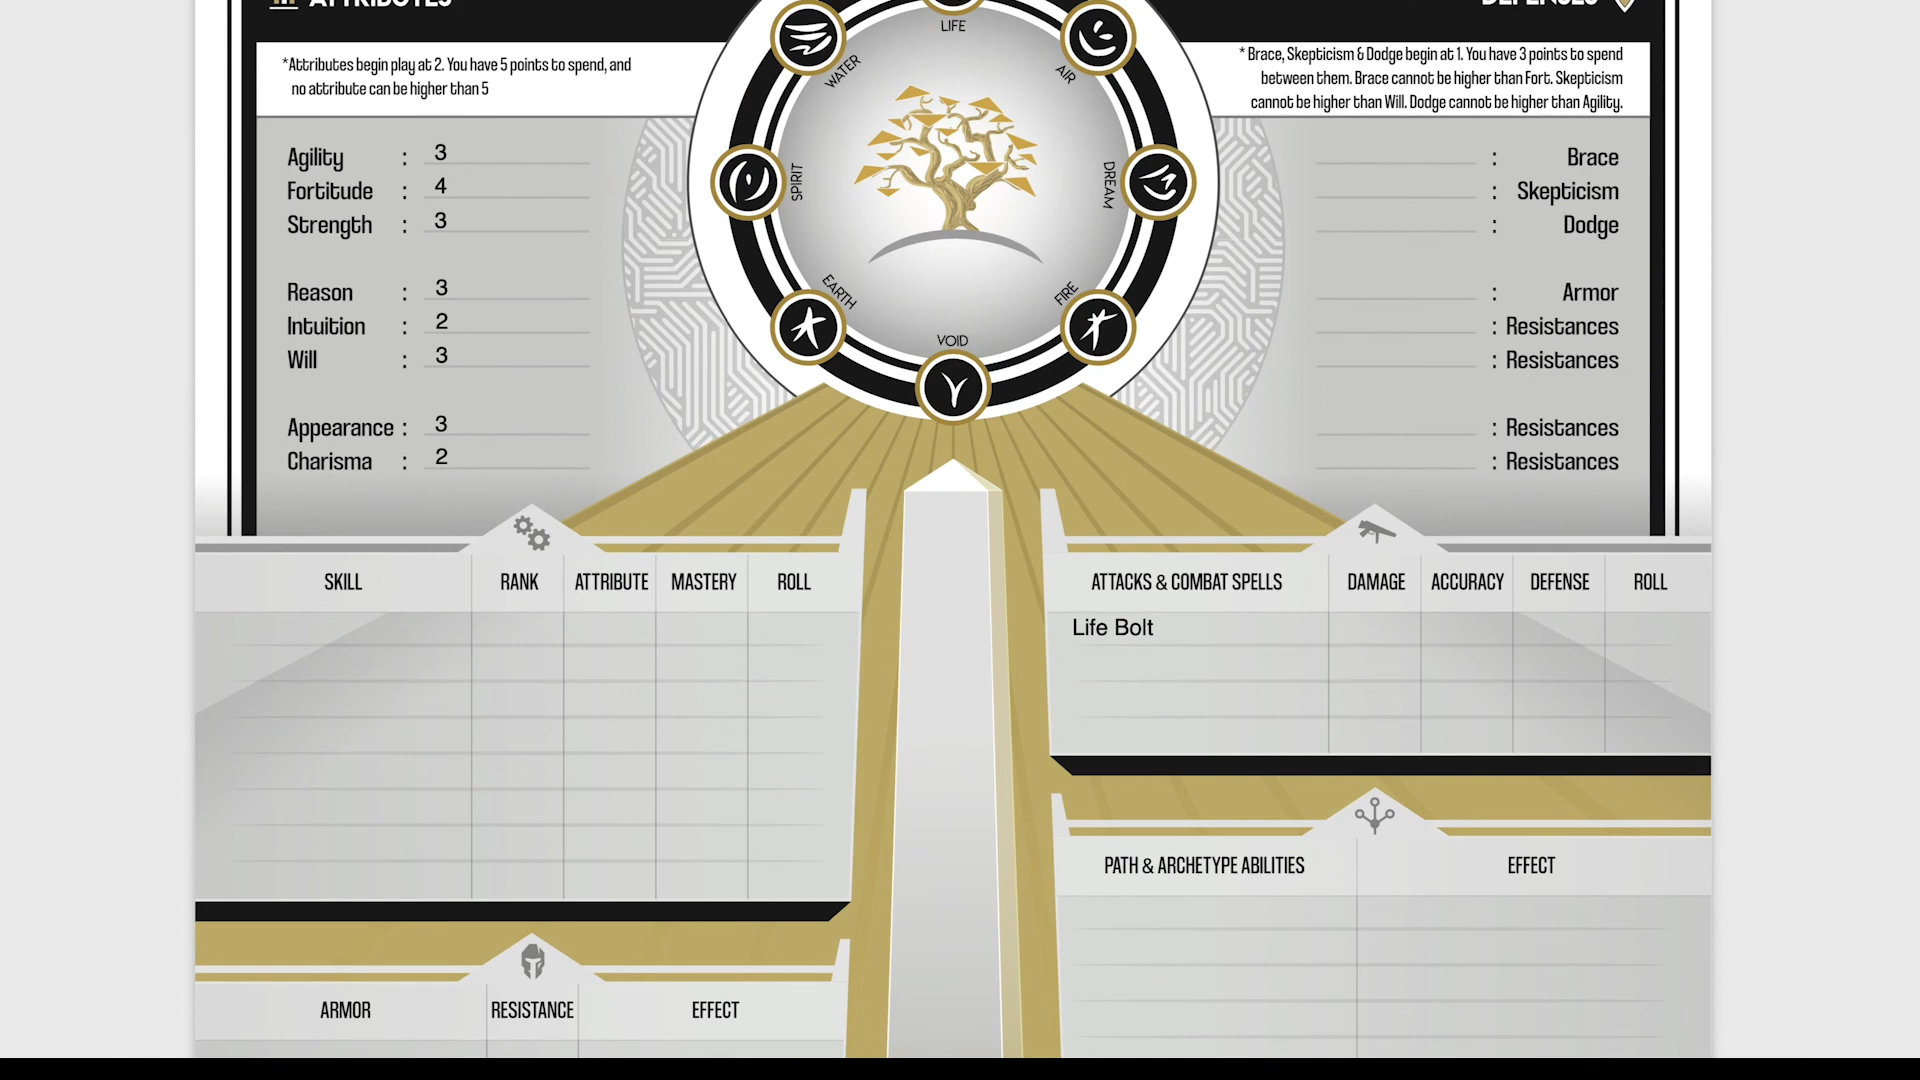 ATTRIBUTES
DEFENSES
*Attributes begin play at 2. You have 5 points to spend, and
no attribute can be higher than 5
* Brace, Skepticism & Dodge begin at 1. You have 3 points to spend
between them. Brace cannot be higher than Fort. Skepticism
cannot be higher than Will. Dodge cannot be higher than Agility.
LIFE
AIR
DREAM
FIRE
VOID
EARTH
SPIRIT
WATER
Agility : 3
Fortitude : 4
Strength : 3
Reason : 3
Intuition : 2
Will : 3
Appearance : 3
Charisma : 2
: Brace
: Skepticism
: Dodge
: Armor
: Resistances
: Resistances
: Resistances
: Resistances
SKILL RANK ATTRIBUTE MASTERY ROLL
ATTACKS & COMBAT SPELLS DAMAGE ACCURACY DEFENSE ROLL
Life Bolt
PATH & ARCHETYPE ABILITIES EFFECT
ARMOR RESISTANCE EFFECT